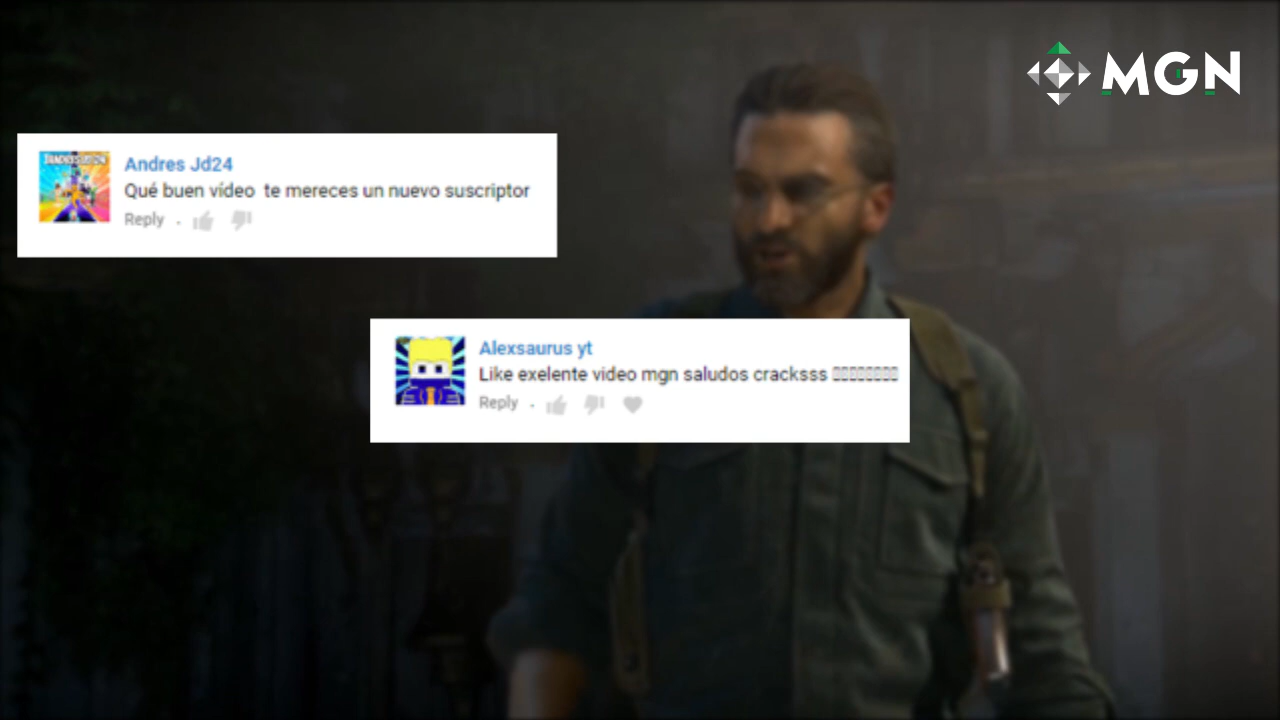 MGN
Andres Jd24
Qué buen vídeo te mereces un nuevo suscriptor
Reply .
Alexsaurus yt
Like exelente video mgn saludos cracksss
Reply .